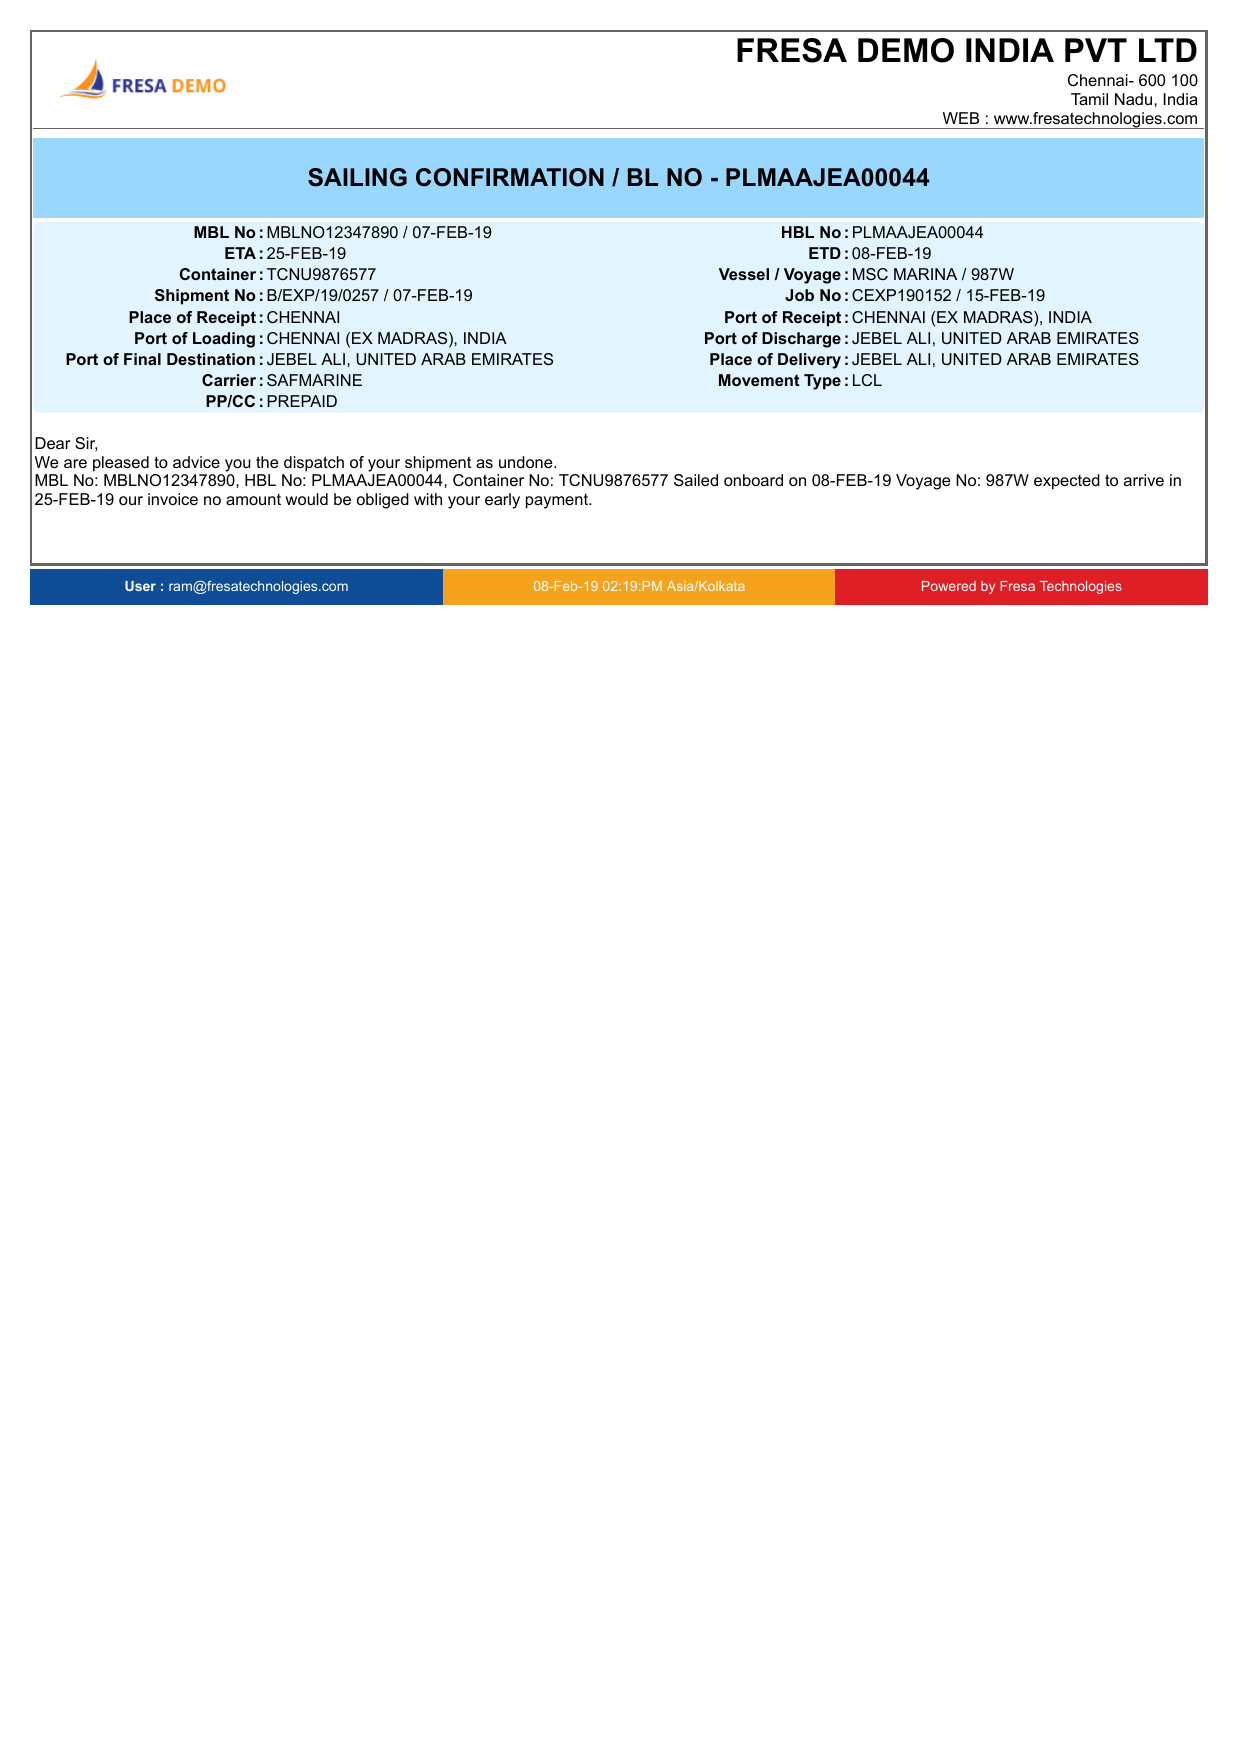 FRESA DEMO
FRESA DEMO INDIA PVT LTD
Chennai- 600 100
Tamil Nadu, India
WEB : www.fresatechnologies.com
SAILING CONFIRMATION / BL NO - PLMAAJEA00044
MBL No : MBLNO12347890 / 07-FEB-19 HBL No : PLMAAJEA00044
ETA : 25-FEB-19 ETD : 08-FEB-19
Container : TCNU9876577 Vessel / Voyage : MSC MARINA / 987W
Shipment No : B/EXP/19/0257 / 07-FEB-19 Job No : CEXP190152 / 15-FEB-19
Place of Receipt : CHENNAI Port of Receipt : CHENNAI (EX MADRAS), INDIA
Port of Loading : CHENNAI (EX MADRAS), INDIA Port of Discharge : JEBEL ALI, UNITED ARAB EMIRATES
Port of Final Destination : JEBEL ALI, UNITED ARAB EMIRATES Place of Delivery : JEBEL ALI, UNITED ARAB EMIRATES
Carrier : SAFMARINE Movement Type : LCL
PP/CC : PREPAID
Dear Sir,
We are pleased to advice you the dispatch of your shipment as undone.
MBL No: MBLNO12347890, HBL No: PLMAAJEA00044, Container No: TCNU9876577 Sailed onboard on 08-FEB-19 Voyage No: 987W expected to arrive in
25-FEB-19 our invoice no amount would be obliged with your early payment.
User : ram@fresatechnologies.com 08-Feb-19 02:19:PM Asia/Kolkata Powered by Fresa Technologies